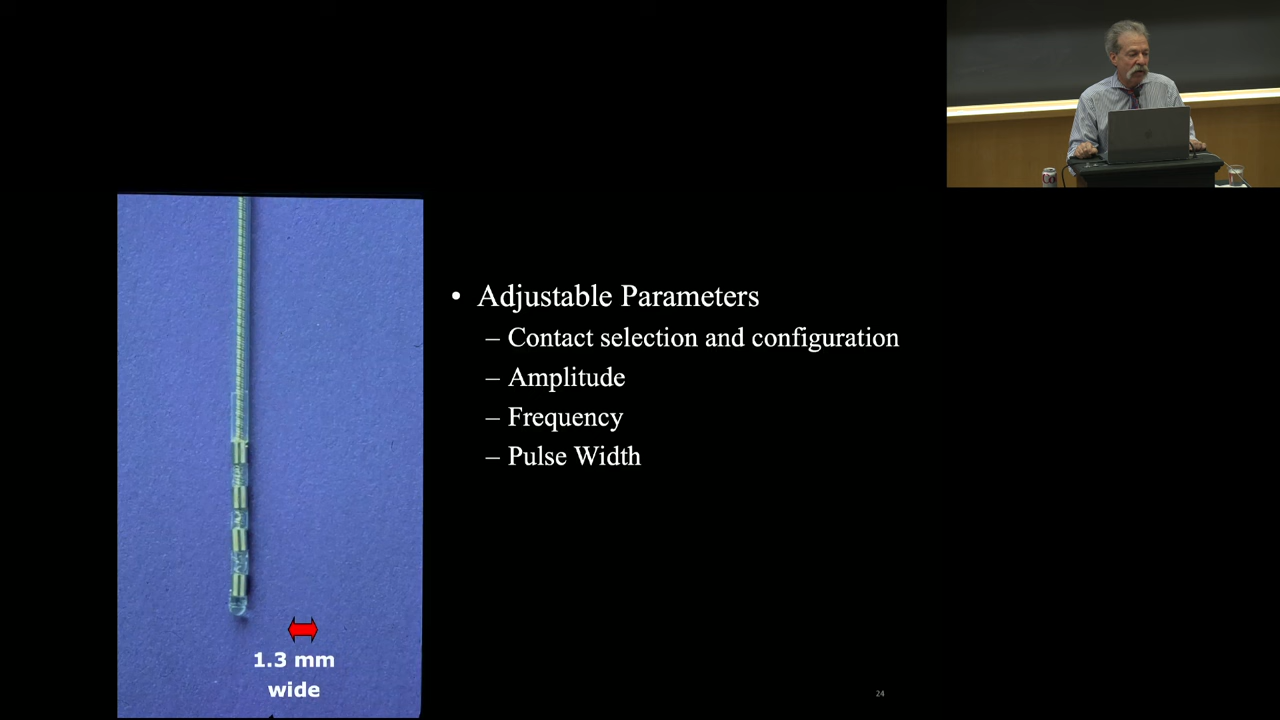 • Adjustable Parameters
– Contact selection and configuration
– Amplitude
– Frequency
– Pulse Width
1.3 mm
wide
24